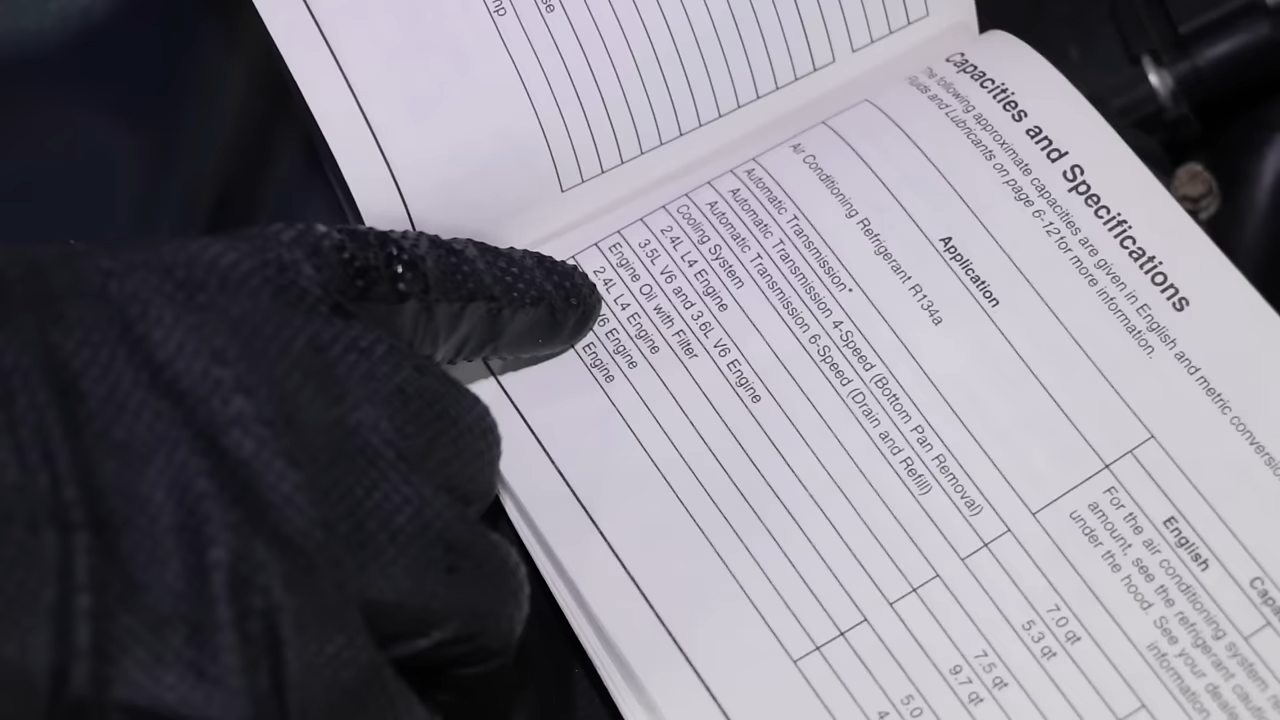 Capacities and Specifications
The following approximate capacities are given in English and metric
Fluids and Lubricants on page 6-12 for more information.
Application
English
Air Conditioning Refrigerant R134a
For the air conditioning system
amount, see the refrigerant
under the hood. See your
information
Automatic Transmission*
Automatic Transmission 4-Speed (Bottom Pan Removal)
7.0 qt
Automatic Transmission 6-Speed (Drain and Refill)
5.3 qt
Cooling System
2.4L L4 Engine
7.5 qt
3.5L V6 and 3.6L V6 Engine
9.7 qt
Engine Oil with Filter
2.4L L4 Engine
5.0
V6 Engine
4
Engine